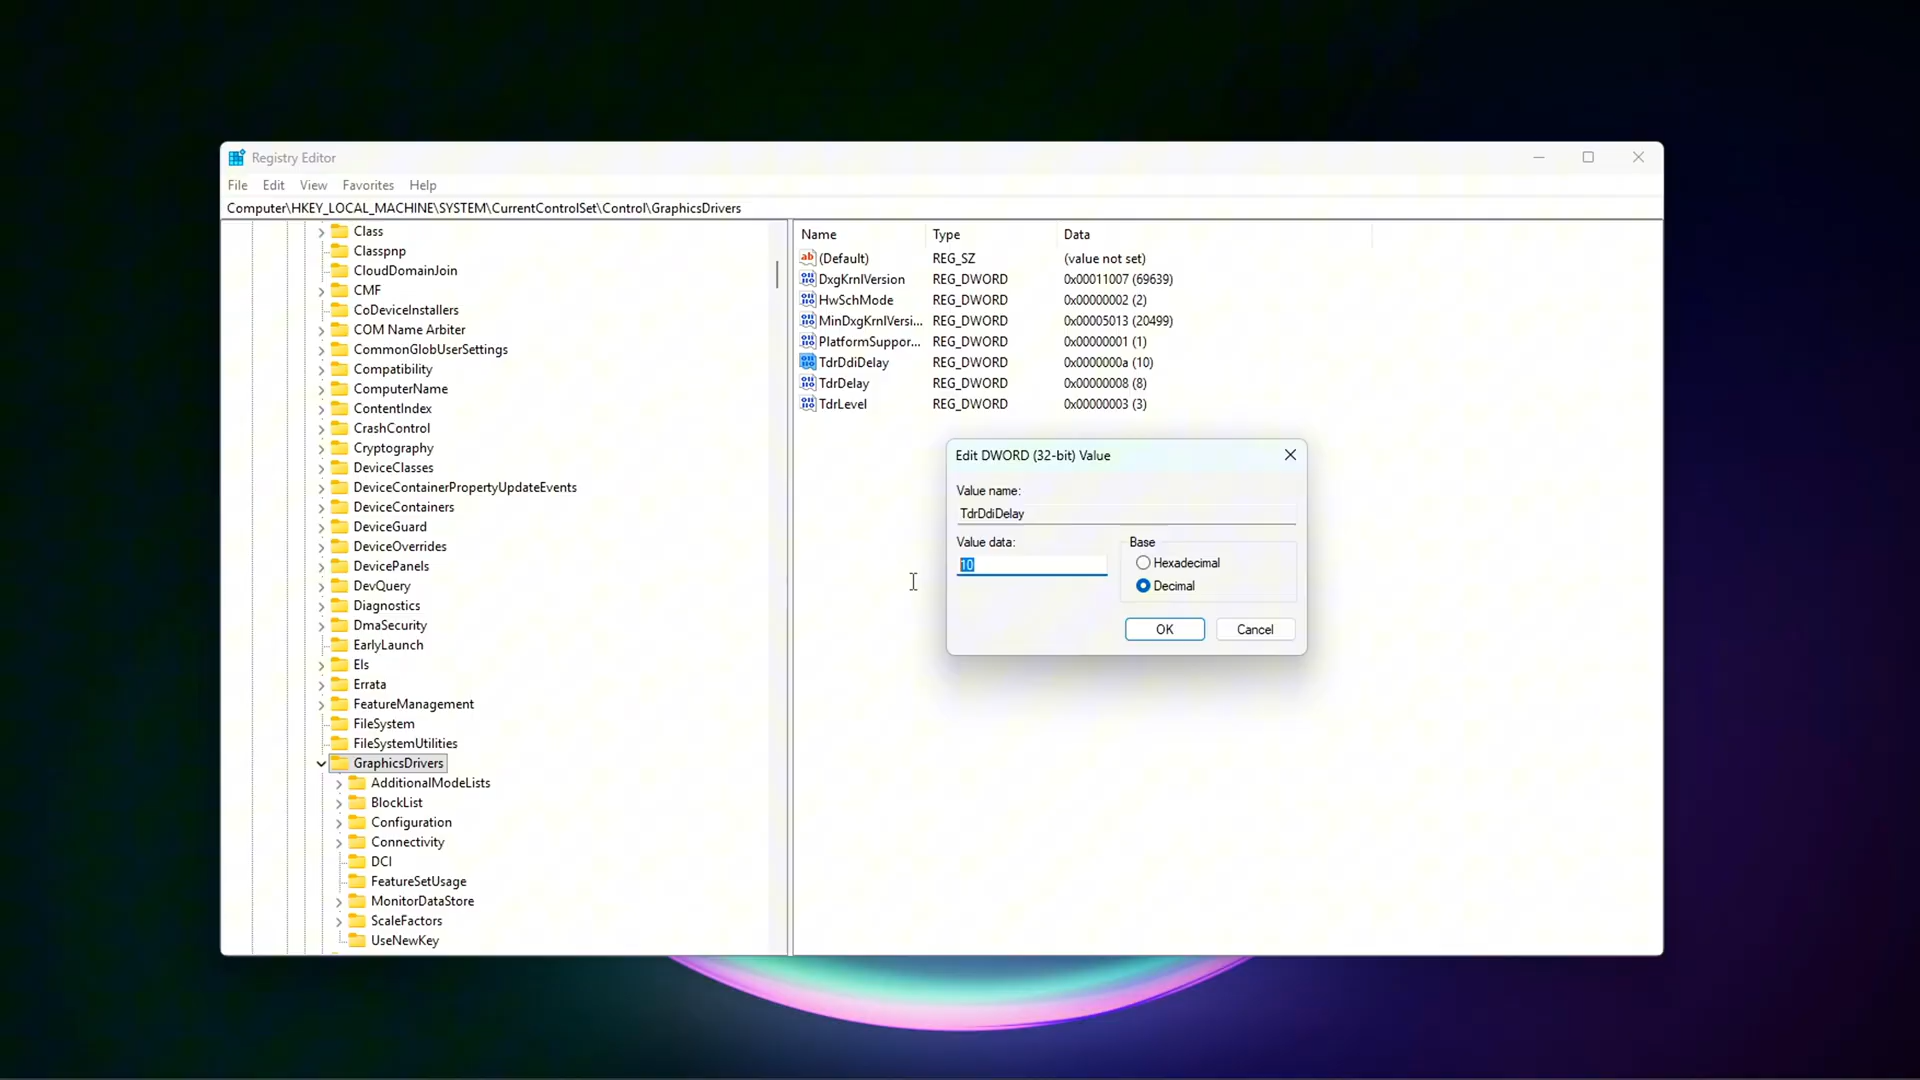 Registry Editor
File Edit View Favorites Help
Computer\HKEY_LOCAL_MACHINE\SYSTEM\CurrentControlSet\Control\GraphicsDrivers
Class
Classpnp
CloudDomainJoin
CMF
CoDeviceInstallers
COM Name Arbiter
CommonGlobUserSettings
Compatibility
ComputerName
ContentIndex
CrashControl
Cryptography
DeviceClasses
DeviceContainerPropertyUpdateEvents
DeviceContainers
DeviceGuard
DeviceOverrides
DevicePanels
DevQuery
Diagnostics
DmaSecurity
EarlyLaunch
Els
Errata
FeatureManagement
FileSystem
FileSystemUtilities
GraphicsDrivers
AdditionalModeLists
BlockList
Configuration
Connectivity
DCI
FeatureSetUsage
MonitorDataStore
ScaleFactors
UseNewKey
Name Type Data
(Default) REG_SZ (value not set)
DxgKrnlVersion REG_DWORD 0x00011007 (69639)
HwSchMode REG_DWORD 0x00000002 (2)
MinDxgKrnlVersi... REG_DWORD 0x00005013 (20499)
PlatformSuppor... REG_DWORD 0x00000001 (1)
TdrDdiDelay REG_DWORD 0x0000000a (10)
TdrDelay REG_DWORD 0x00000008 (8)
TdrLevel REG_DWORD 0x00000003 (3)
Edit DWORD (32-bit) Value
Value name:
TdrDdiDelay
Value data:
10
Base
Hexadecimal
Decimal
OK Cancel